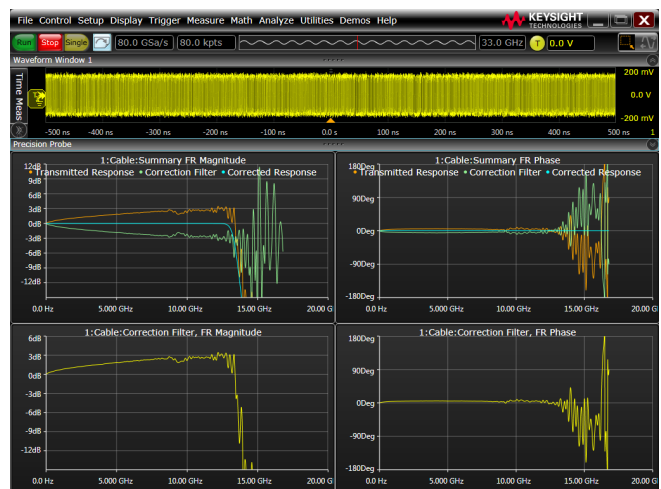 File Control Setup Display Trigger Measure Math Analyze Utilities Demos Help
KEYSIGHT
TECHNOLOGIES
X
Run Stop Single 80.0 GSa/s 80.0 kpts 33.0 GHz T 0.0 V
Waveform Window 1
Time Meas
200 mV
0.0 V
-200 mV
-500 ns -400 ns -300 ns -200 ns -100 ns 0.0 s 100 ns 200 ns 300 ns 400 ns 500 ns 1
Precision Probe
1:Cable:Summary FR Magnitude
Transmitted Response • Correction Filter • Corrected Response
12dB
9dB
6dB
3dB
-0dB
-3dB
-6dB
-9dB
-12dB
0.0 Hz 5.000 GHz 10.00 GHz 15.00 GHz 20.00 G
1:Cable:Summary FR Phase
Transmitted Response • Correction Filter • Corrected Response
180Deg
90Deg
0Deg
-90Deg
-180Deg
0.0 Hz 5.000 GHz 10.00 GHz 15.00 GHz 20.00 G
1:Cable:Correction Filter, FR Magnitude
6dB
3dB
-0dB
-3dB
-6dB
-9dB
-12dB
0.0 Hz 5.000 GHz 10.00 GHz 15.00 GHz 20.00 G
1:Cable:Correction Filter, FR Phase
180Deg
90Deg
0Deg
-90Deg
-180Deg
0.0 Hz 5.000 GHz 10.00 GHz 15.00 GHz 20.00 G